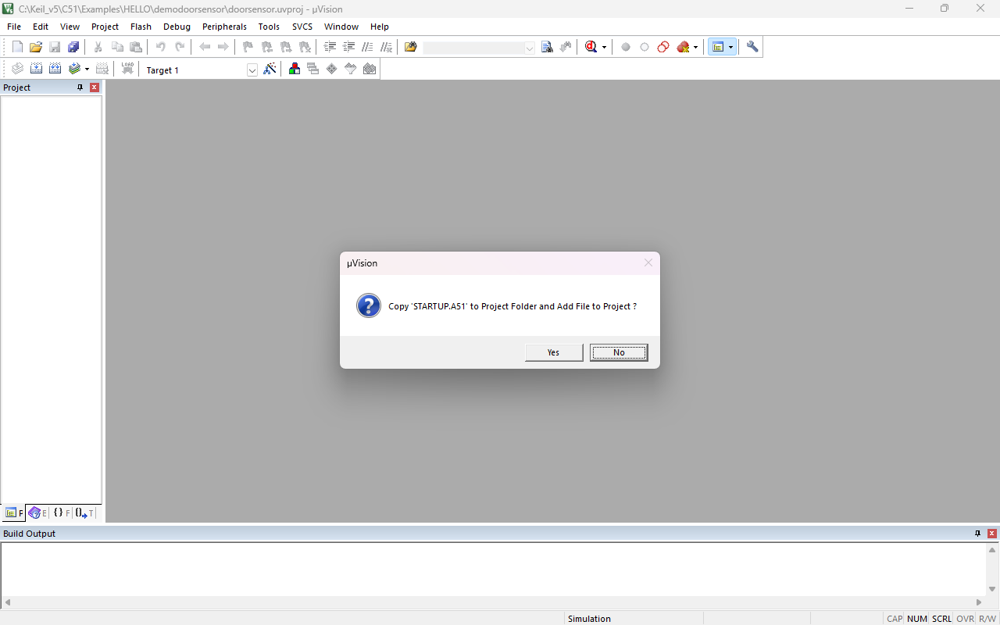 C:\Keil_v5\C51\Examples\HELLO\demodoorsensor\doorsensor.uvproj - µVision
File Edit View Project Flash Debug Peripherals Tools SVCS Window Help
LOAD Target 1
Project
µVision
Copy 'STARTUP.A51' to Project Folder and Add File to Project ?
Yes No
Build Output
Simulation CAP NUM SCRL OVR R/W